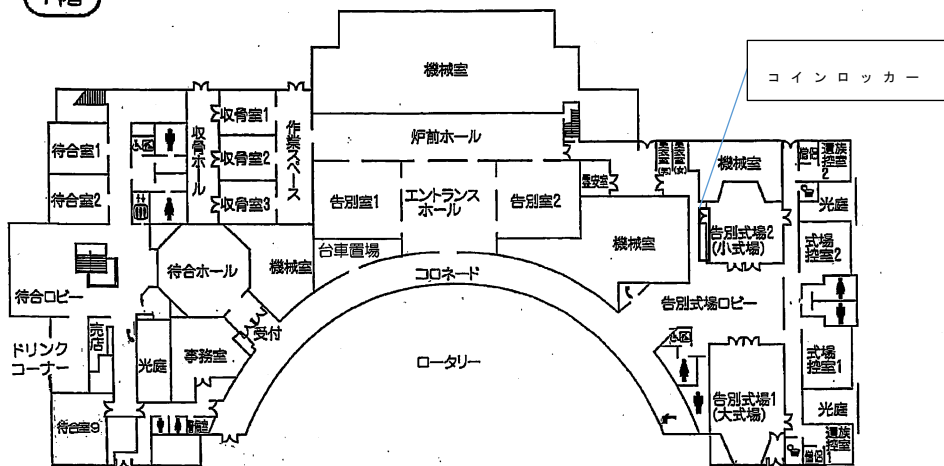 1階
機械室
コインロッカー
収骨室1
収骨ホール
作業スペース
炉前ホール
待合室1
収骨室2
機械室
僧侶
遺族
控室2
待合室2
収骨室3
告別室1
エントランス
ホール
告別室2
霊安室
光庭
告別式場2
(小式場)
台車置場
機械室
式場
控室2
待合ホール
機械室
コロネード
待合ロビー
告別式場ロビー
売店
受付
ドリンク
コーナー
光庭
事務室
ロータリー
式場
控室1
告別式場1
(大式場)
光庭
待合室9
僧侶
遺族
控室1